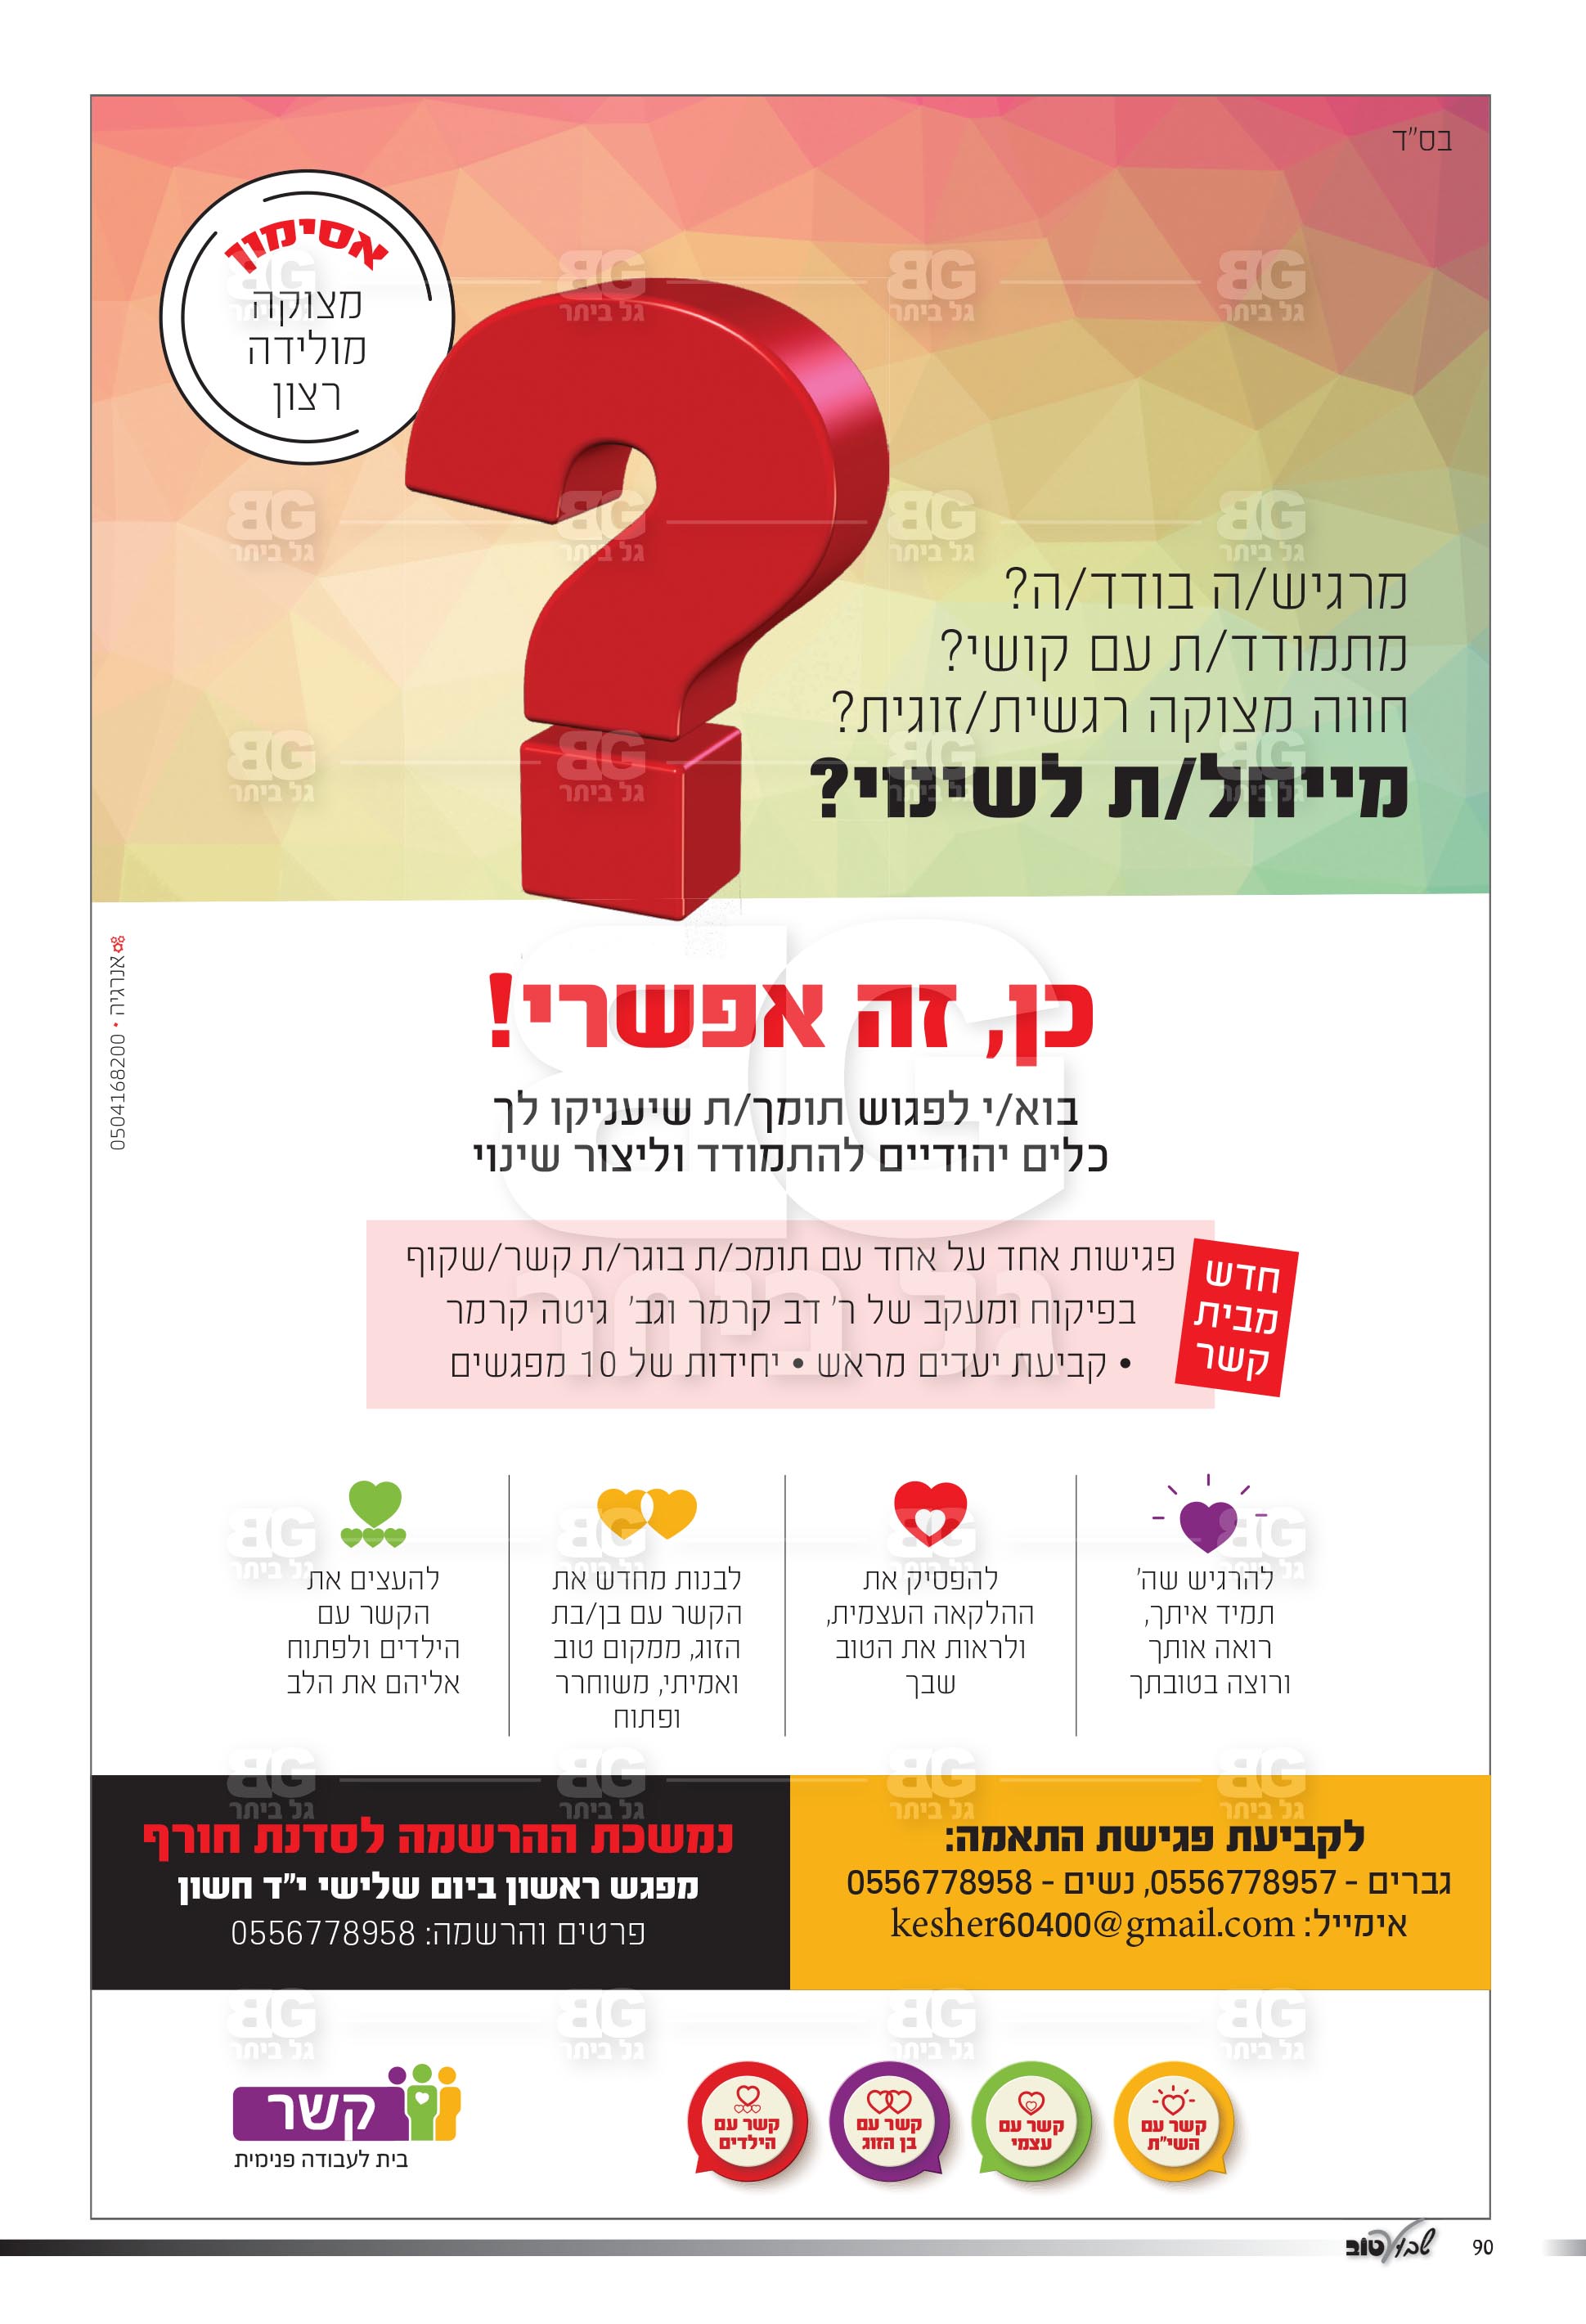 בס"ד
אסימון
מצוקה
מולידה
רצון
מרגיש/ה בודד/ה?
מתמודד/ת עם קושי?
חווה מצוקה רגשית/זוגית?
מייחל/ת לשינוי?
אנרגיה • 0504168200
כן, זה אפשרי!
בוא/י לפגוש תומך/ת שיעניקו לך
כלים יהודיים להתמודד וליצור שינוי
חדש
מבית
קשר
פגישות אחד על אחד עם תומכ/ת בוגר/ת קשר/שקוף
בפיקוח ומעקב של ר' דב קרמר וגב' גיטה קרמר
• קביעת יעדים מראש • יחידות של 10 מפגשים
להרגיש שה'
תמיד איתך,
רואה אותך
ורוצה בטובתך
להפסיק את
ההלקאה העצמית,
ולראות את הטוב
שבך
לבנות מחדש את
הקשר עם בן/בת
הזוג, ממקום טוב
ואמיתי, משוחרר
ופתוח
להעצים את
הקשר עם
הילדים ולפתוח
אליהם את הלב
לקביעת פגישת התאמה:
גברים - 0556778957, נשים - 0556778958
אימייל: kesher60400@gmail.com
נמשכת ההרשמה לסדנת חורף
מפגש ראשון ביום שלישי י"ד חשון
פרטים והרשמה: 0556778958
קשר עם
השי"ת
קשר עם
עצמי
קשר עם
בן הזוג
קשר עם
הילדים
קשר
בית לעבודה פנימית
90
שבוע טוב
BG
גל ביתר